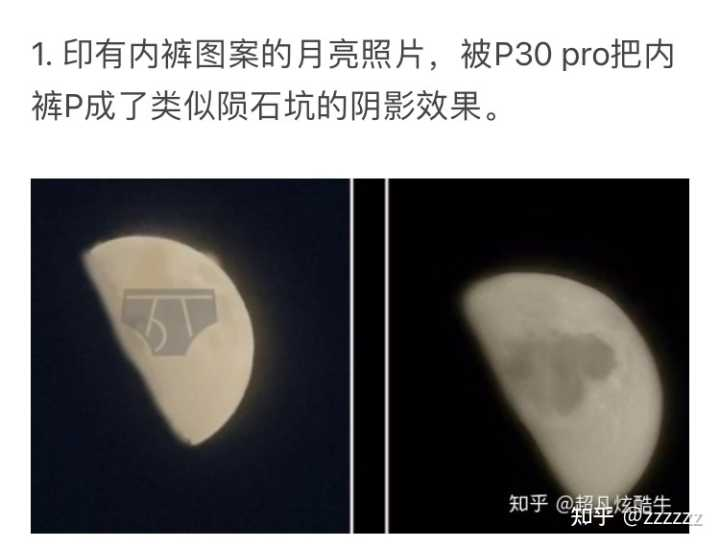 1. 印有内裤图案的月亮照片，被P30 pro把内
裤P成了类似陨石坑的阴影效果。
知乎 @超凡炫酷牛
知乎 @zzzzzz